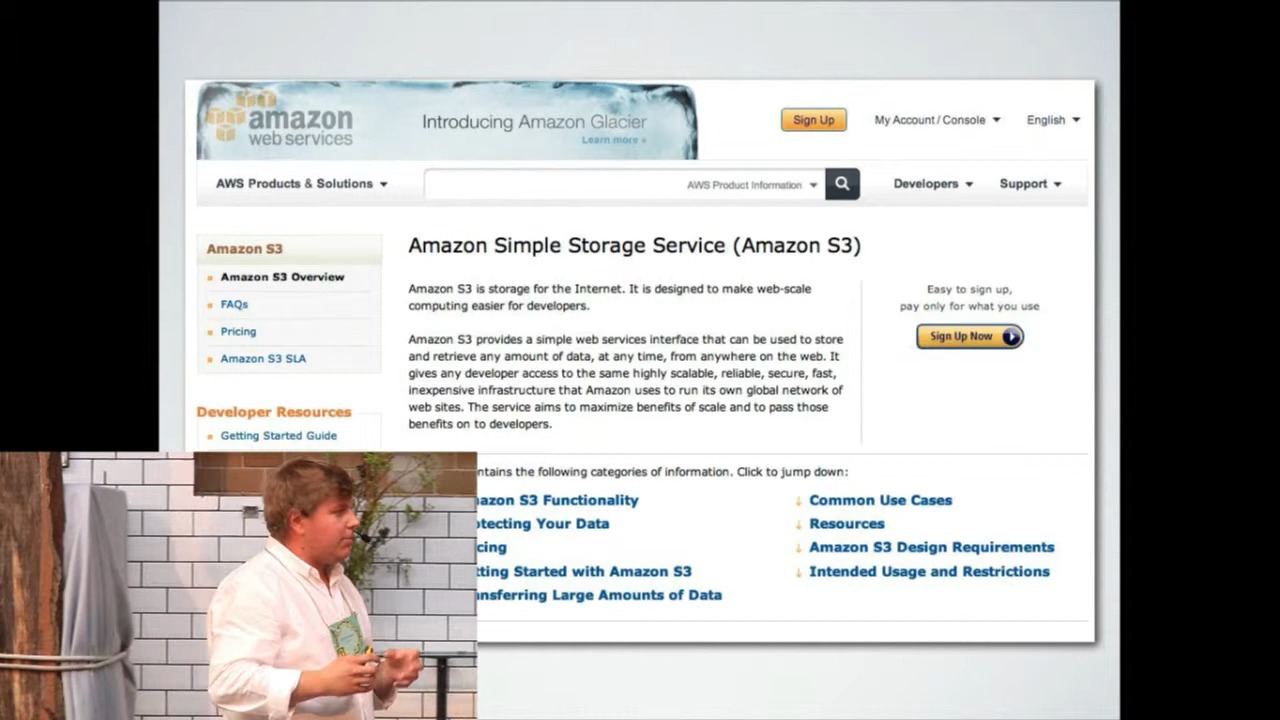 amazon
web services
Introducing Amazon Glacier
Learn more »
Sign Up
My Account / Console
English
AWS Products & Solutions
AWS Product Information
Developers
Support
Amazon S3
Amazon S3 Overview
FAQs
Pricing
Amazon S3 SLA
Developer Resources
Getting Started Guide
Amazon Simple Storage Service (Amazon S3)
Amazon S3 is storage for the Internet. It is designed to make web-scale
computing easier for developers.
Amazon S3 provides a simple web services interface that can be used to store
and retrieve any amount of data, at any time, from anywhere on the web. It
gives any developer access to the same highly scalable, reliable, secure, fast,
inexpensive infrastructure that Amazon uses to run its own global network of
web sites. The service aims to maximize benefits of scale and to pass those
benefits on to developers.
Easy to sign up,
pay only for what you use
Sign Up Now
ntains the following categories of information. Click to jump down:
azon S3 Functionality
otecting Your Data
cing
tting Started with Amazon S3
nsferring Large Amounts of Data
Common Use Cases
Resources
Amazon S3 Design Requirements
Intended Usage and Restrictions